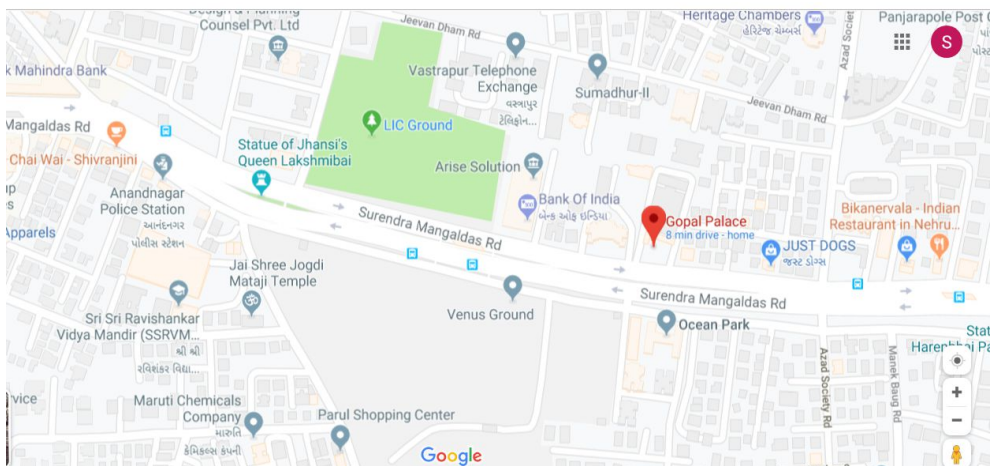 Counsel Pvt. Ltd
Jeevan Dham Rd
Heritage Chambers
હેરિટેજ ચેમ્બર્સ
Panjarapole Post
S
Azad Society
k Mahindra Bank
Vastrapur Telephone
Exchange
વસ્ત્રાપુર
ટેલિફોન...
Sumadhur-II
Jeevan Dham Rd
Mangaldas Rd
LIC Ground
Chai Wai - Shivranjini
Statue of Jhansi's
Queen Lakshmibai
Arise Solution
Anandnagar
Police Station
આનંદનગર
પોલીસ સ્ટેશન
Bank Of India
બેન્ક ઓફ ઇન્ડિયા
Surendra Mangaldas Rd
Gopal Palace
8 min drive - home
Bikanervala - Indian
Restaurant in Nehru...
Apparels
JUST DOGS
જસ્ટ ડોગ્સ
Jai Shree Jogdi
Mataji Temple
Surendra Mangaldas Rd
Sri Sri Ravishankar
Vidya Mandir (SSRVM...
શ્રી શ્રી
રવિશંકર વિદ્યા...
Venus Ground
Ocean Park
Azad Society Rd
Manek Baug Rd
Maruti Chemicals
Company
મારુતિ
કેમિકલ્સ કંપની
Parul Shopping Center
Google